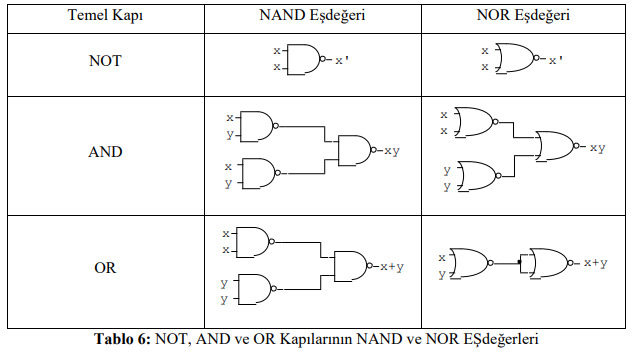 Temel Kapı NAND Eşdeğeri NOR Eşdeğeri
NOT
x
x
x'
x
x
x'
AND
x
y
x
y
xy
x
x
y
y
xy
OR
x
x
y
y
x+y
x
y
x+y
Tablo 6: NOT, AND ve OR Kapılarının NAND ve NOR EŞdeğerleri